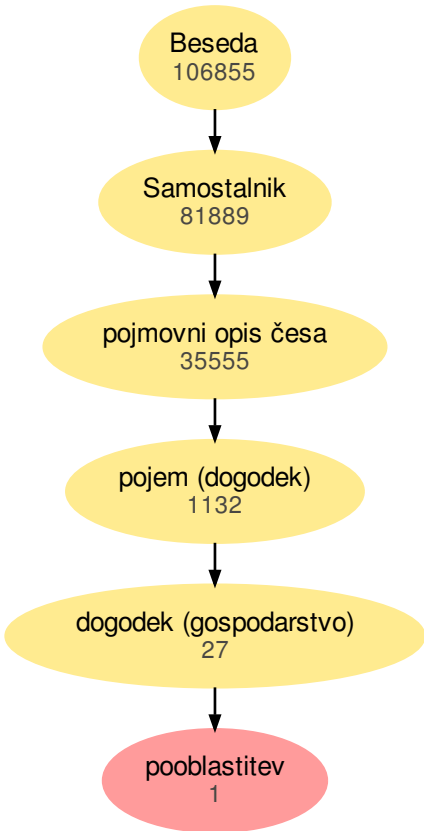 Beseda
106855
Samostalnik
81889
pojmovni opis česa
35555
pojem (dogodek)
1132
dogodek (gospodarstvo)
27
pooblastitev
1